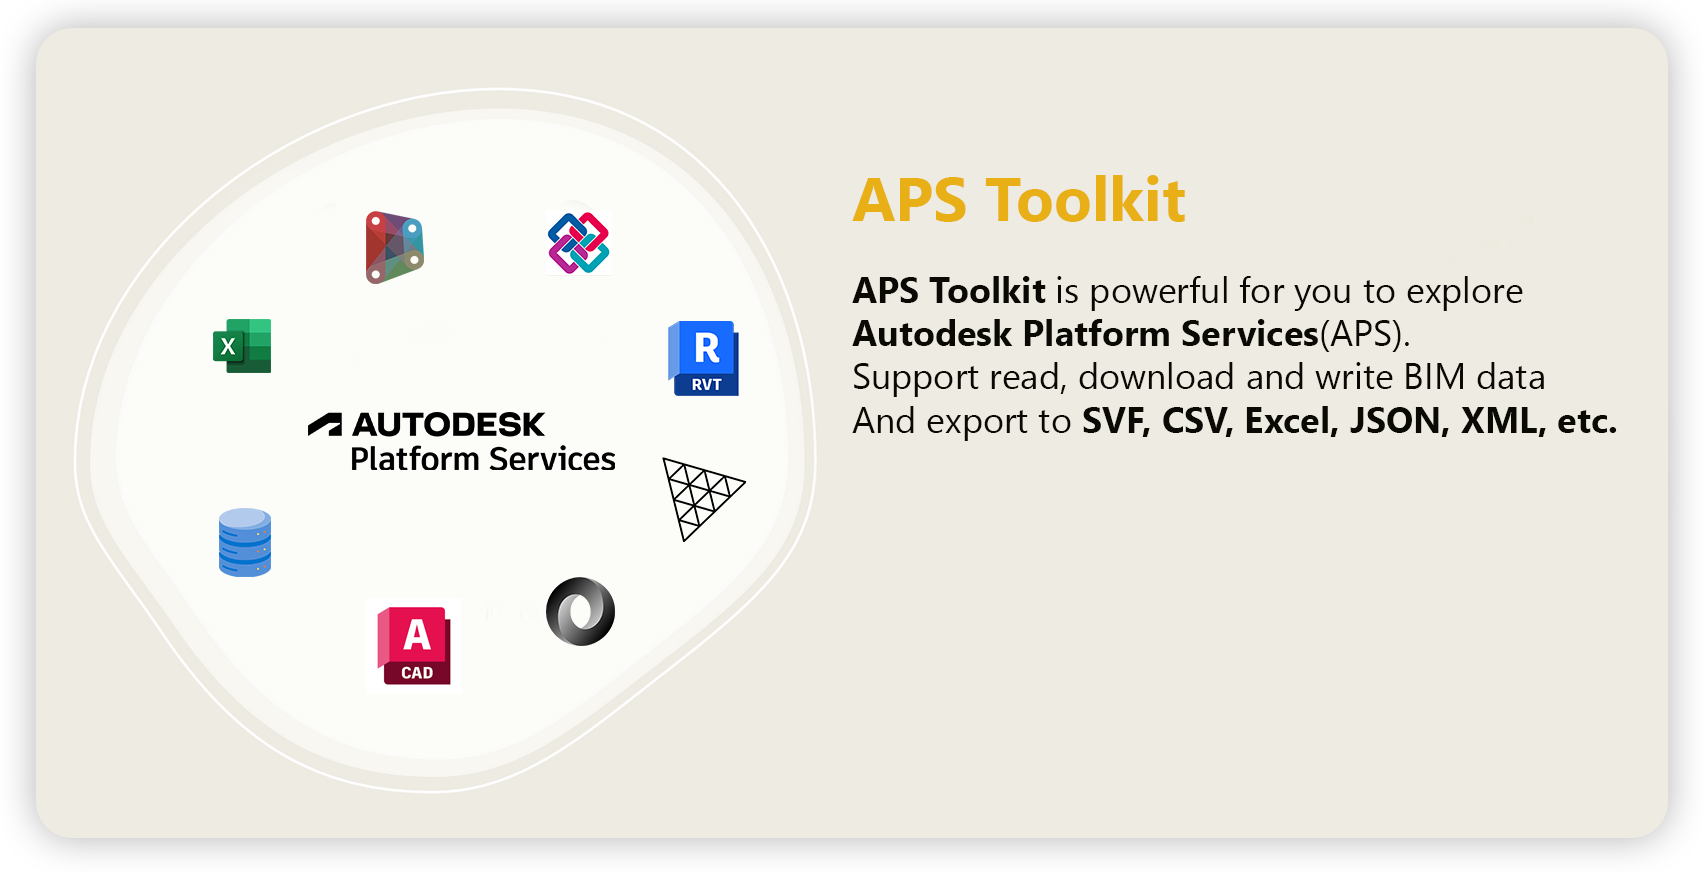 APS Toolkit
APS Toolkit is powerful for you to explore
Autodesk Platform Services(APS).
Support read, download and write BIM data
And export to SVF, CSV, Excel, JSON, XML, etc.
X
R
RVT
AUTODESK
Platform Services
A
CAD